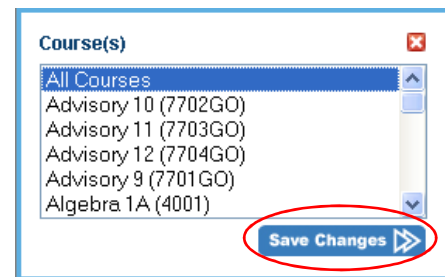 Course(s)
All Courses
Advisory 10 (7702GO)
Advisory 11 (7703GO)
Advisory 12 (7704GO)
Advisory 9 (7701GO)
Algebra 1A (4001)
Save Changes